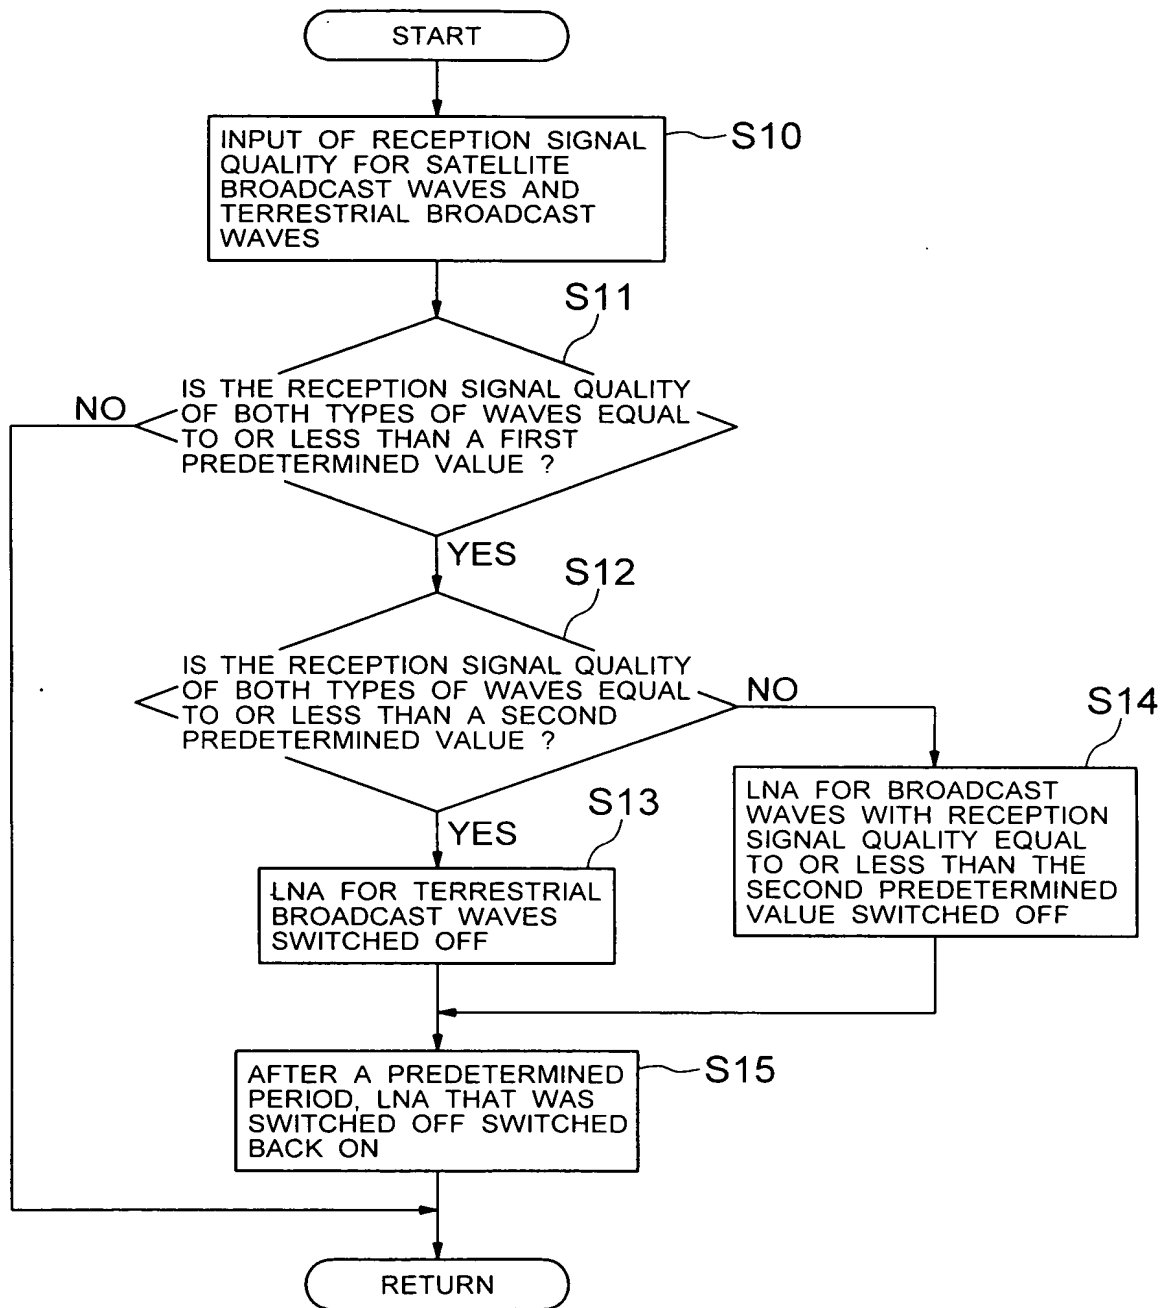 START
INPUT OF RECEPTION SIGNAL
QUALITY FOR SATELLITE
BROADCAST WAVES AND
TERRESTRIAL BROADCAST
WAVES
S10
S11
IS THE RECEPTION SIGNAL QUALITY
OF BOTH TYPES OF WAVES EQUAL
TO OR LESS THAN A FIRST
PREDETERMINED VALUE ?
NO
YES
S12
IS THE RECEPTION SIGNAL QUALITY
OF BOTH TYPES OF WAVES EQUAL
TO OR LESS THAN A SECOND
PREDETERMINED VALUE ?
NO
YES
S13
LNA FOR TERRESTRIAL
BROADCAST WAVES
SWITCHED OFF
S14
LNA FOR BROADCAST
WAVES WITH RECEPTION
SIGNAL QUALITY EQUAL
TO OR LESS THAN THE
SECOND PREDETERMINED
VALUE SWITCHED OFF
S15
AFTER A PREDETERMINED
PERIOD, LNA THAT WAS
SWITCHED OFF SWITCHED
BACK ON
RETURN